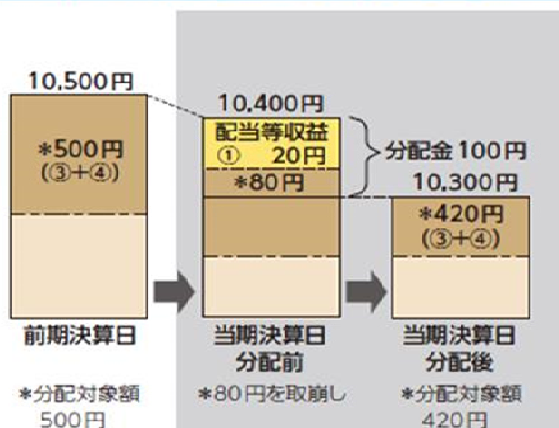 10,500円
*500円
(③+④)
前期決算日
*分配対象額
500円
10,400円
配当等収益
① 20円
*80円
分配金100円
当期決算日
分配前
*80円を取崩し
10,300円
*420円
(③+④)
当期決算日
分配後
*分配対象額
420円